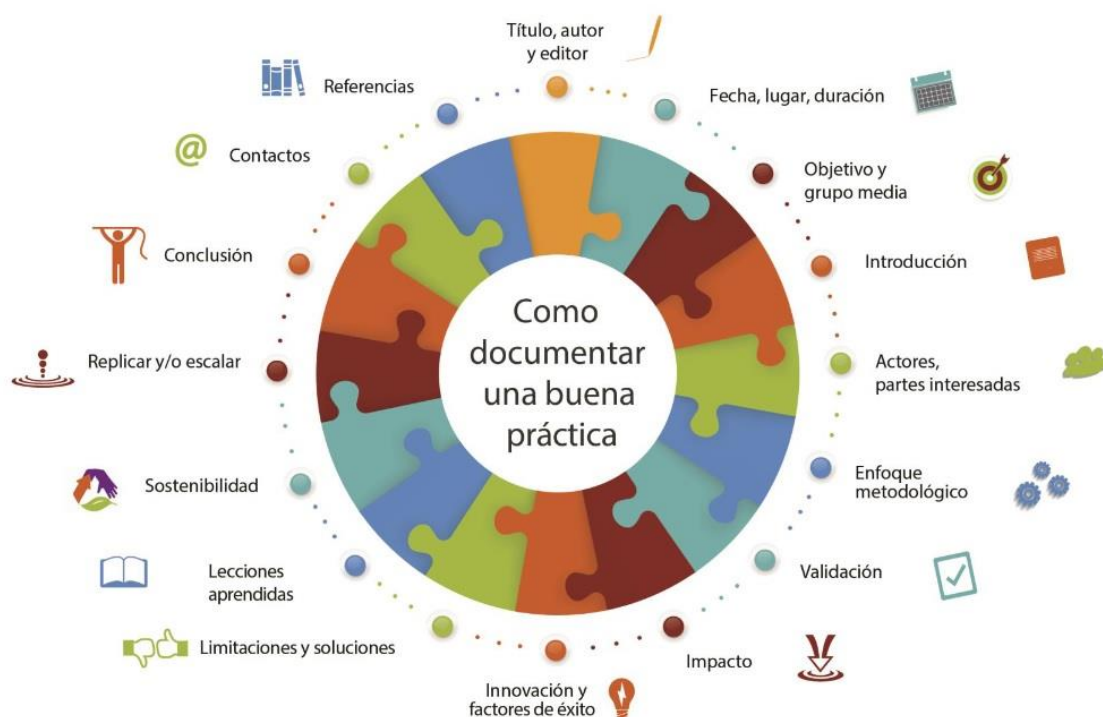 Título, autor
y editor
Fecha, lugar, duración
Objetivo y
grupo media
Introducción
Actores,
partes interesadas
Enfoque
metodológico
Validación
Impacto
Innovación y
factores de éxito
Limitaciones y soluciones
Lecciones
aprendidas
Sostenibilidad
Replicar y/o escalar
Conclusión
Contactos
@
Referencias
Como
documentar
una buena
práctica